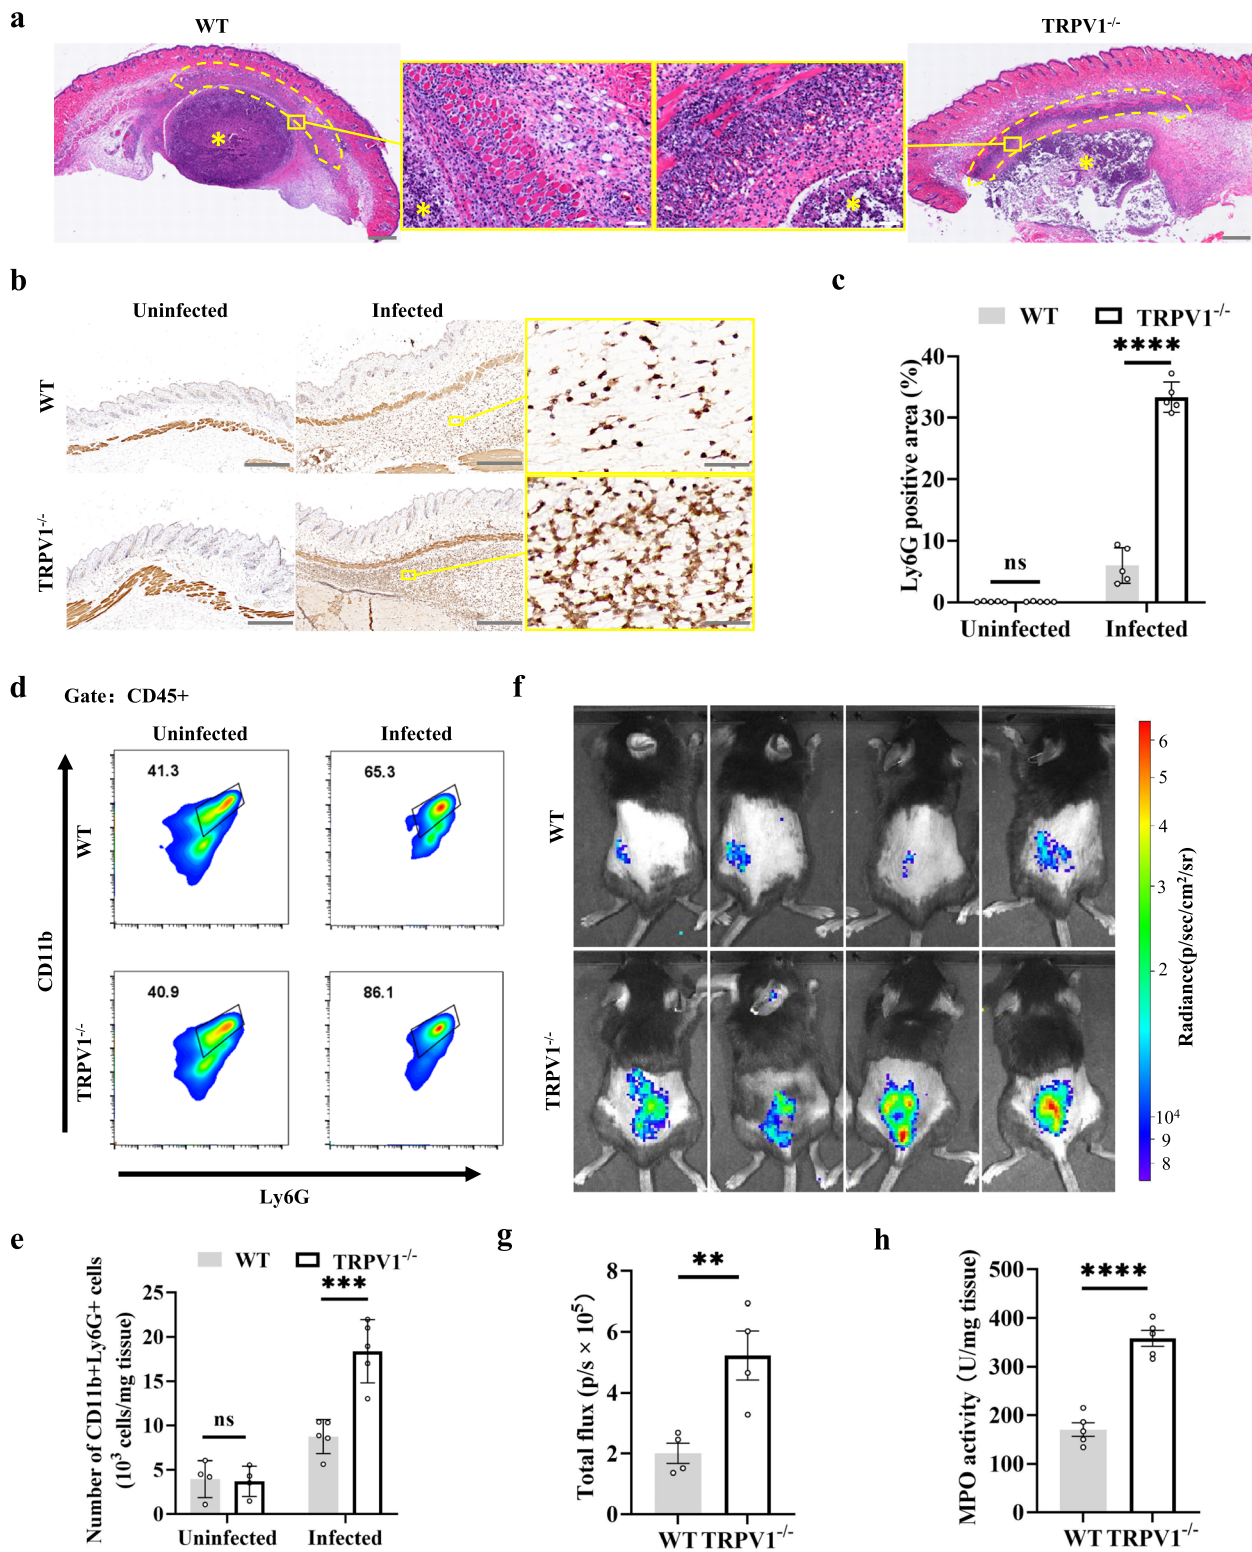 a
WT
TRPV1-/-
*
*
*
*
b
Uninfected
Infected
WT
TRPV1-/-
c
WT
TRPV1-/-
****
ns
Ly6G positive area (%)
40
30
20
10
0
Uninfected
Infected
d
Gate: CD45+
Uninfected
Infected
41.3
65.3
40.9
86.1
WT
TRPV1-/-
CD11b
Ly6G
f
WT
TRPV1-/-
6
5
4
3
2
10⁴
9
8
Radiance(p/sec/cm²/sr)
e
WT
TRPV1-/-
***
ns
Number of CD11b+Ly6G+ cells
(10³ cells/mg tissue)
25
20
15
10
5
0
Uninfected
Infected
g
**
Total flux (p/s × 10⁵)
8
6
4
2
0
WT TRPV1-/-
h
****
MPO activity (U/mg tissue)
500
400
300
200
100
0
WT TRPV1-/-